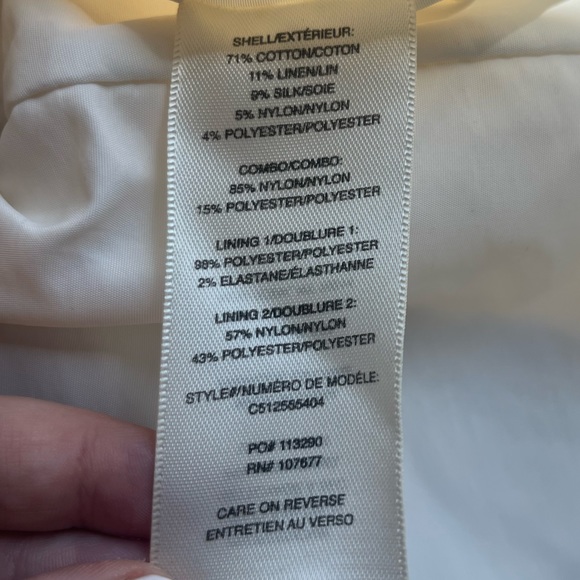 SHELL/EXTÉRIEUR:
71% COTTON/COTON
11% LINEN/LIN
9% SILK/SOIE
5% NYLON/NYLON
4% POLYESTER/POLYESTER
COMBO/COMBO:
85% NYLON/NYLON
15% POLYESTER/POLYESTER
LINING 1/DOUBLURE 1:
98% POLYESTER/POLYESTER
2% ELASTANE/ÉLASTHANNE
LINING 2/DOUBLURE 2:
57% NYLON/NYLON
43% POLYESTER/POLYESTER
STYLE#/NUMÉRO DE MODÈLE:
C512565404
PO# 113290
RN# 107677
CARE ON REVERSE
ENTRETIEN AU VERSO